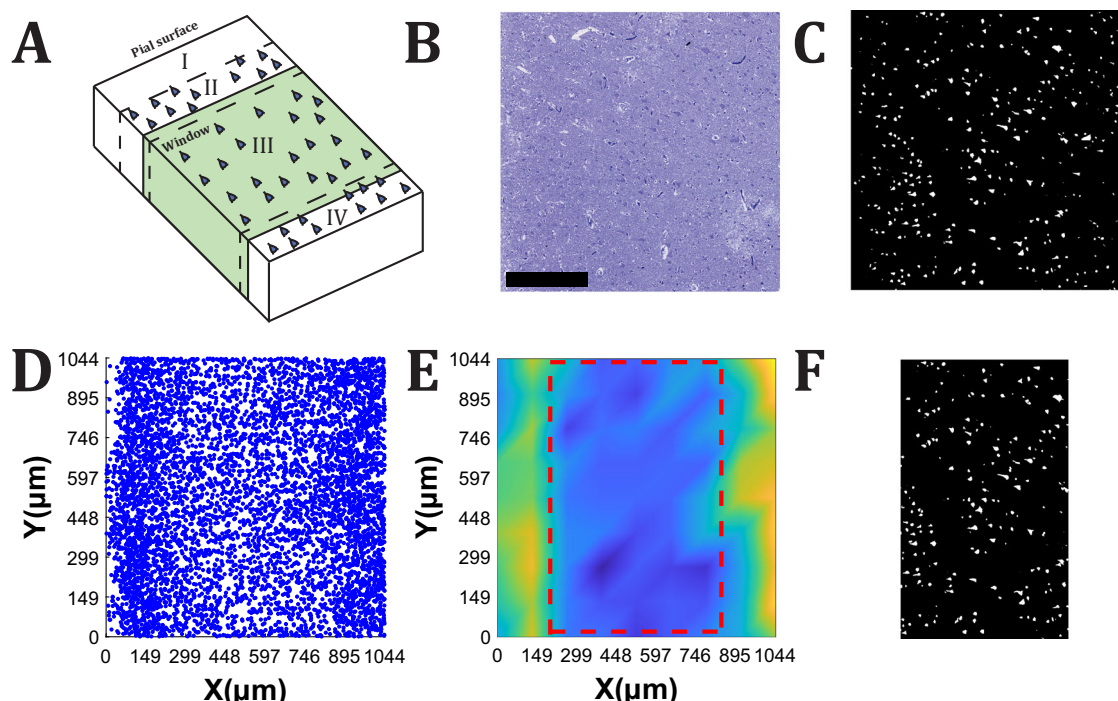 A
Pial surface
I
II
Window
III
IV
B
C
D
1044
895
746
597
448
299
149
0
Y(μm)
0 149 299 448 597 746 895 1044
X(μm)
E
1044
895
746
597
448
299
149
0
Y(μm)
0 149 299 448 597 746 895 1044
X(μm)
F